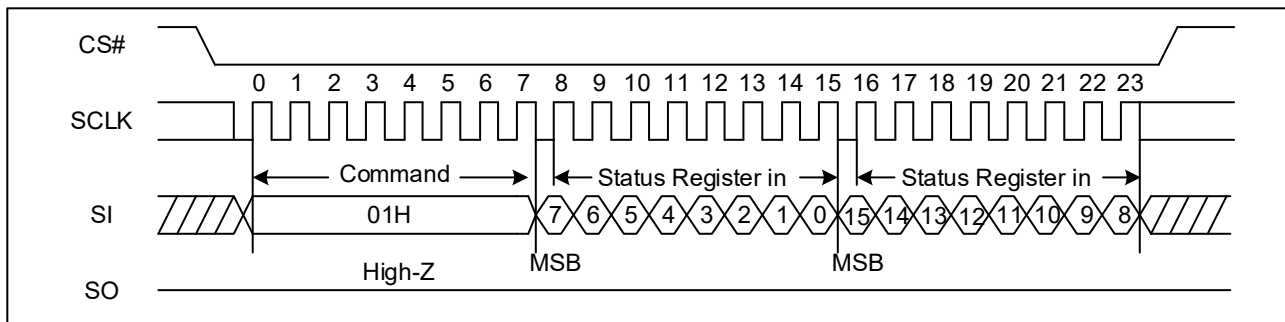 CS#
0 1 2 3 4 5 6 7 8 9 10 11 12 13 14 15 16 17 18 19 20 21 22 23
SCLK
Command Status Register in Status Register in
SI 01H 7 6 5 4 3 2 1 0 15 14 13 12 11 10 9 8
MSB MSB
High-Z
SO